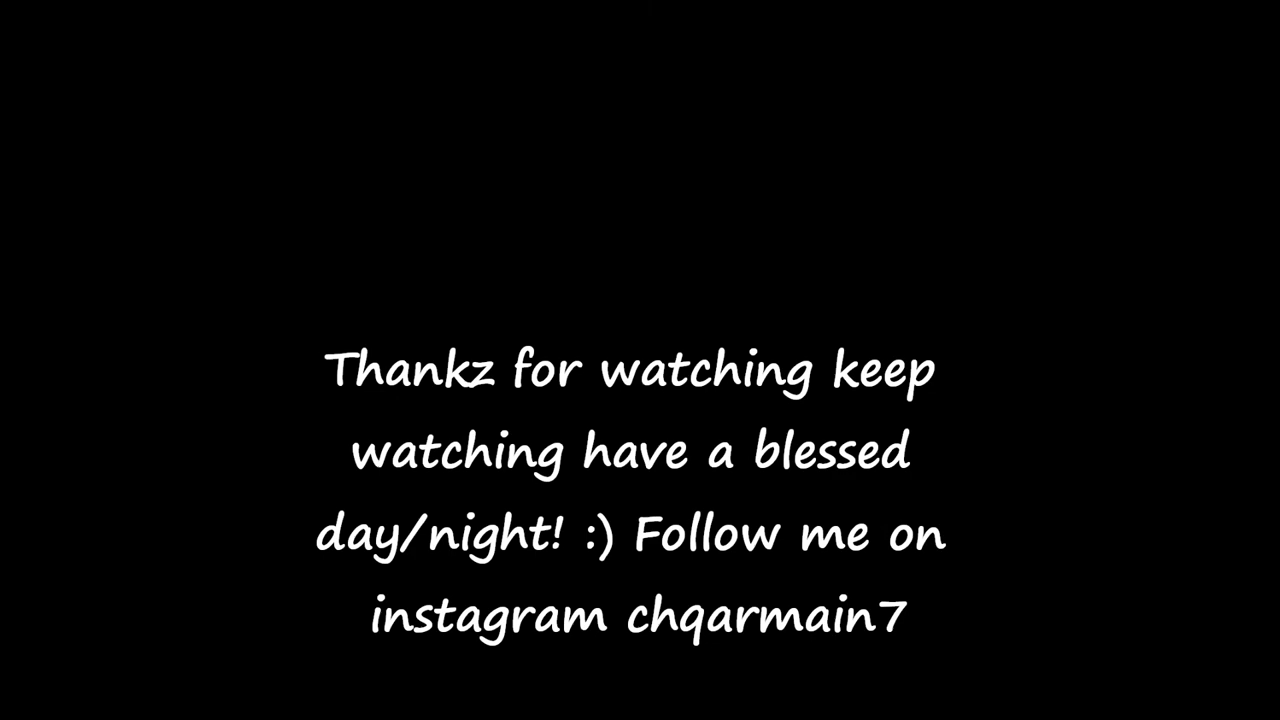 Thankz for watching keep
watching have a blessed
day/night! :) Follow me on
instagram chqarmain7